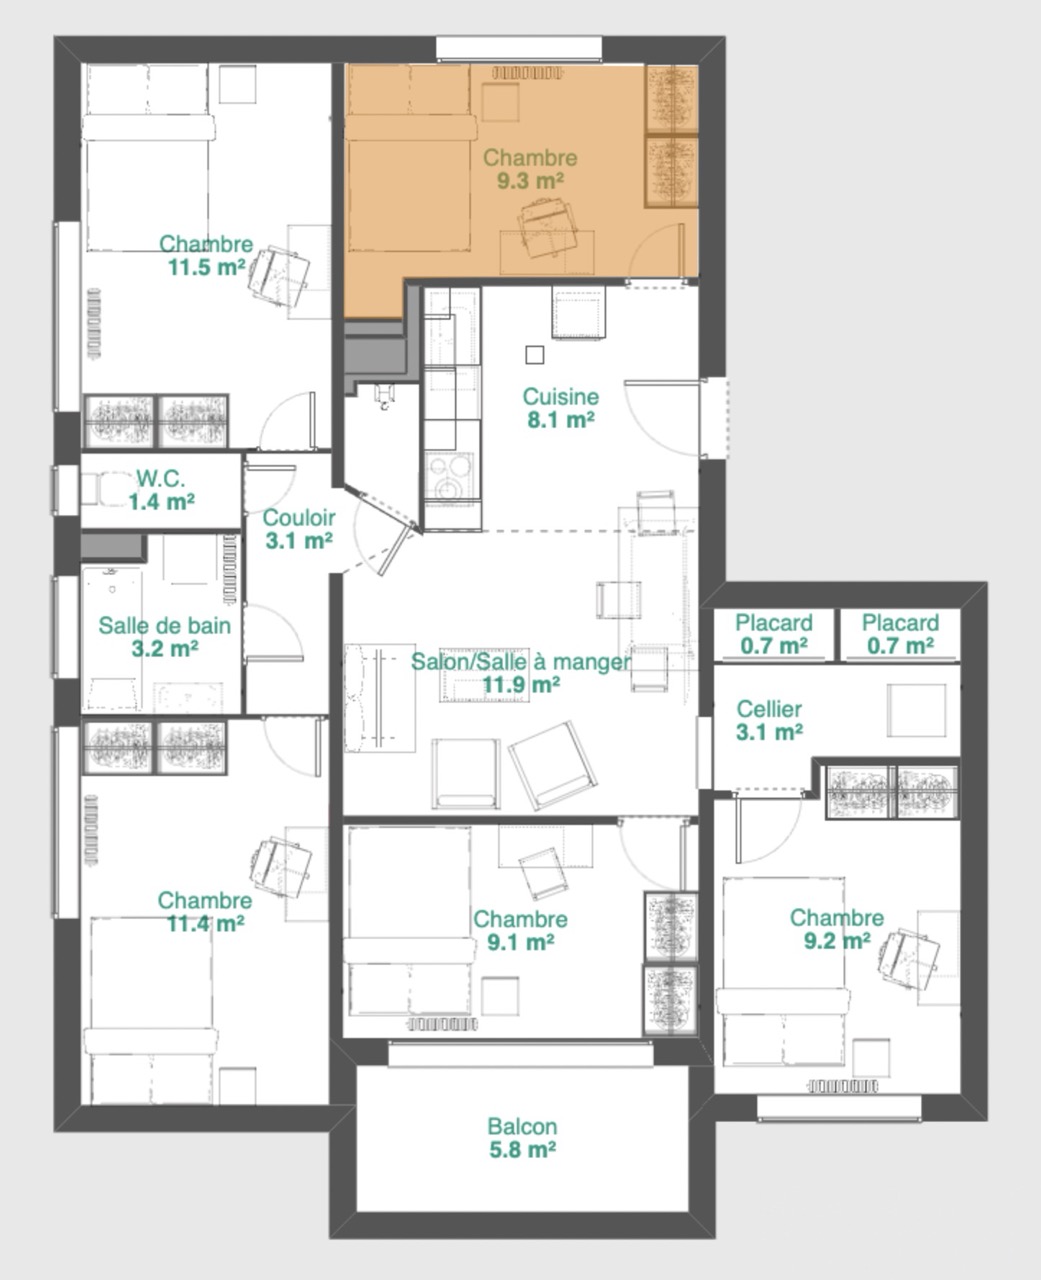 Chambre
9.3 m²
Chambre
11.5 m²
Cuisine
8.1 m²
W.C.
1.4 m²
Couloir
3.1 m²
Salle de bain
3.2 m²
Placard
0.7 m²
Placard
0.7 m²
Salon/Salle à manger
11.9 m²
Cellier
3.1 m²
Chambre
11.4 m²
Chambre
9.1 m²
Chambre
9.2 m²
Balcon
5.8 m²